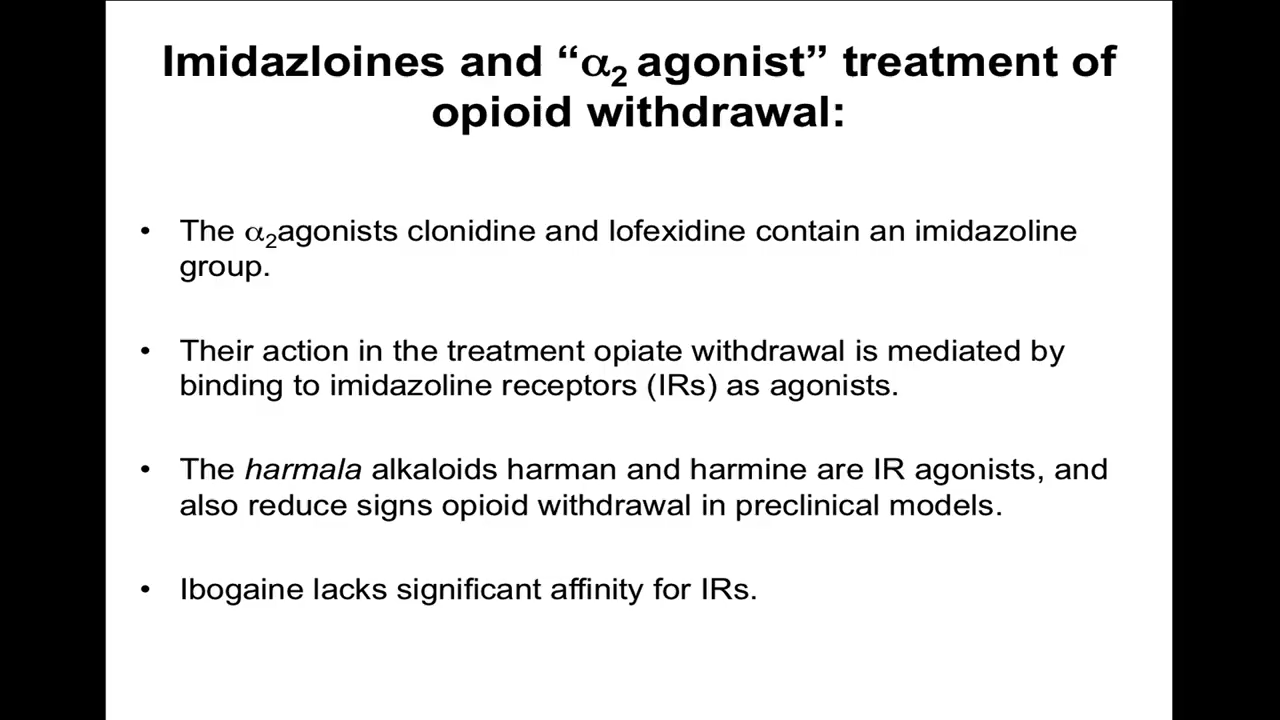 Imidazloines and “α₂ agonist” treatment of
opioid withdrawal:
• The α₂agonists clonidine and lofexidine contain an imidazoline
group.
• Their action in the treatment opiate withdrawal is mediated by
binding to imidazoline receptors (IRs) as agonists.
• The harmala alkaloids harman and harmine are IR agonists, and
also reduce signs opioid withdrawal in preclinical models.
• Ibogaine lacks significant affinity for IRs.